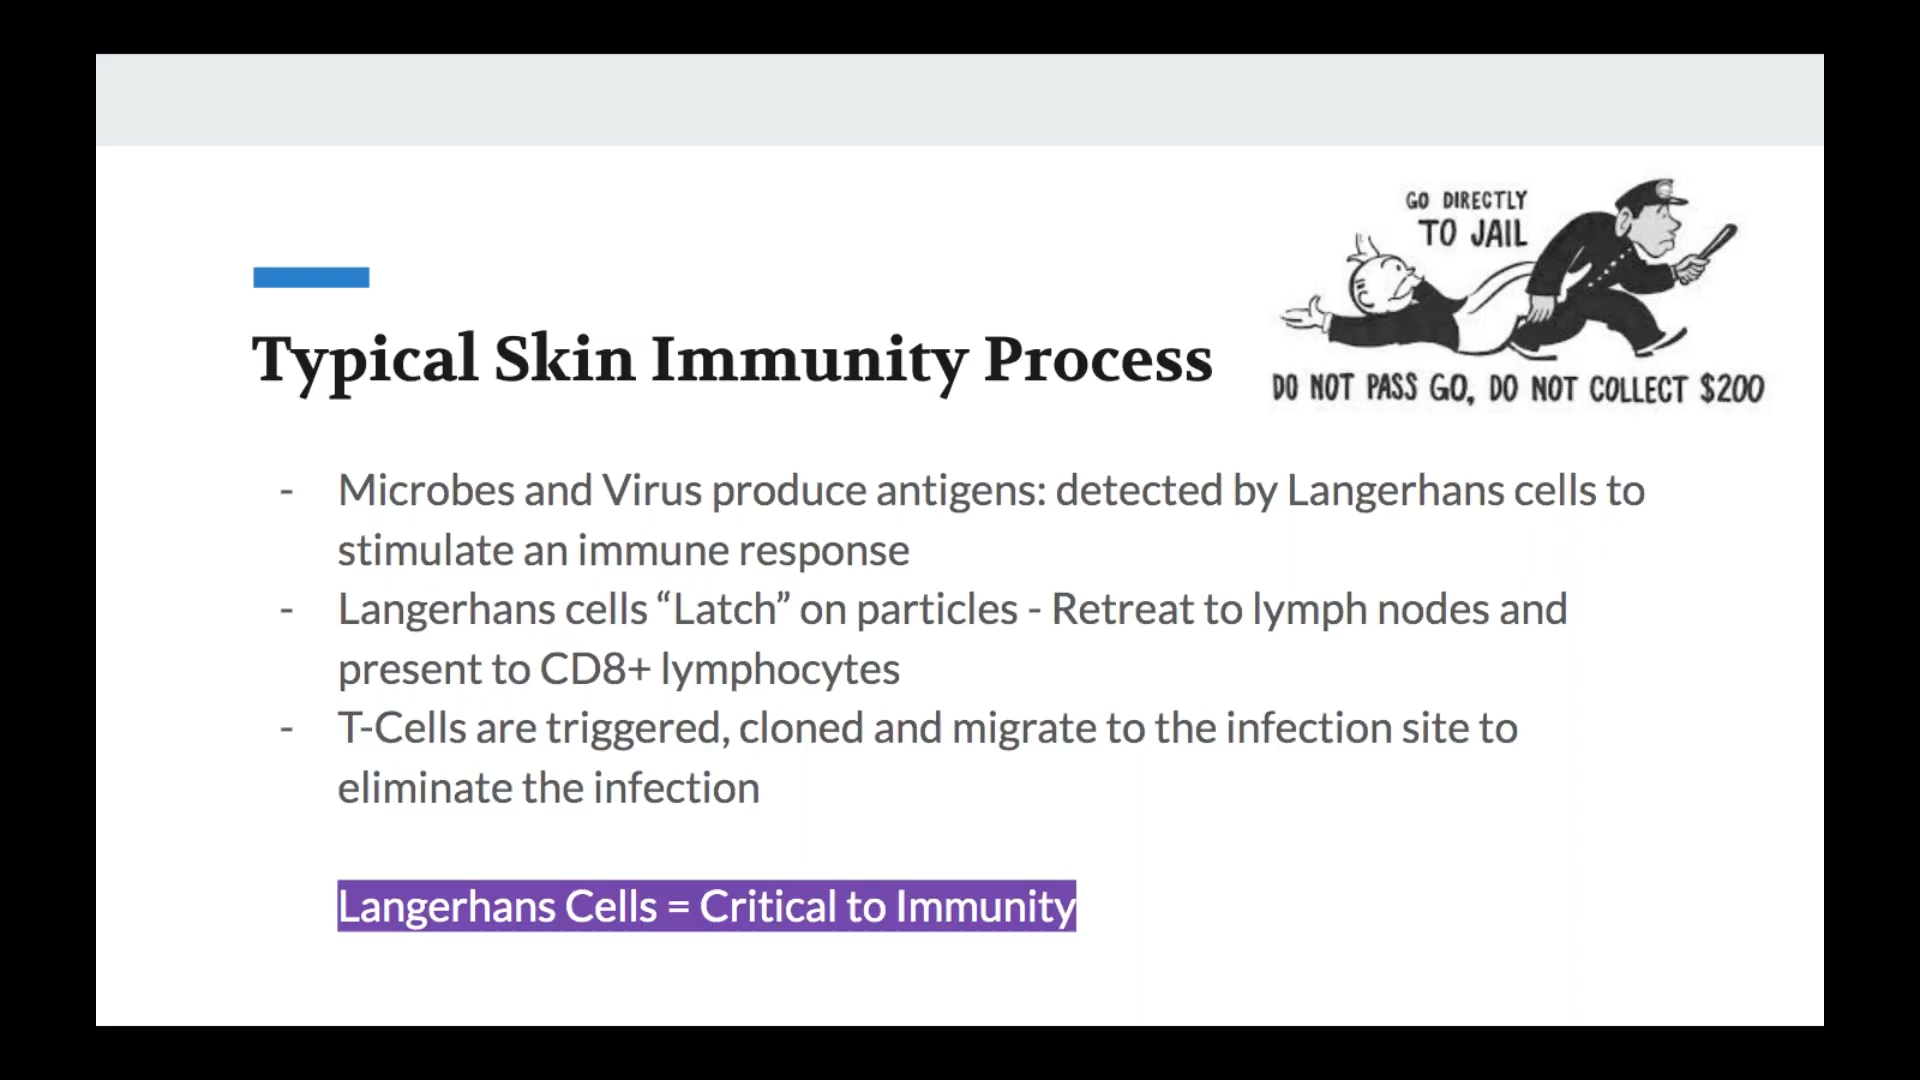 GO DIRECTLY
TO JAIL
DO NOT PASS GO, DO NOT COLLECT $200
Typical Skin Immunity Process
- Microbes and Virus produce antigens: detected by Langerhans cells to
stimulate an immune response
- Langerhans cells “Latch” on particles - Retreat to lymph nodes and
present to CD8+ lymphocytes
- T-Cells are triggered, cloned and migrate to the infection site to
eliminate the infection
Langerhans Cells = Critical to Immunity